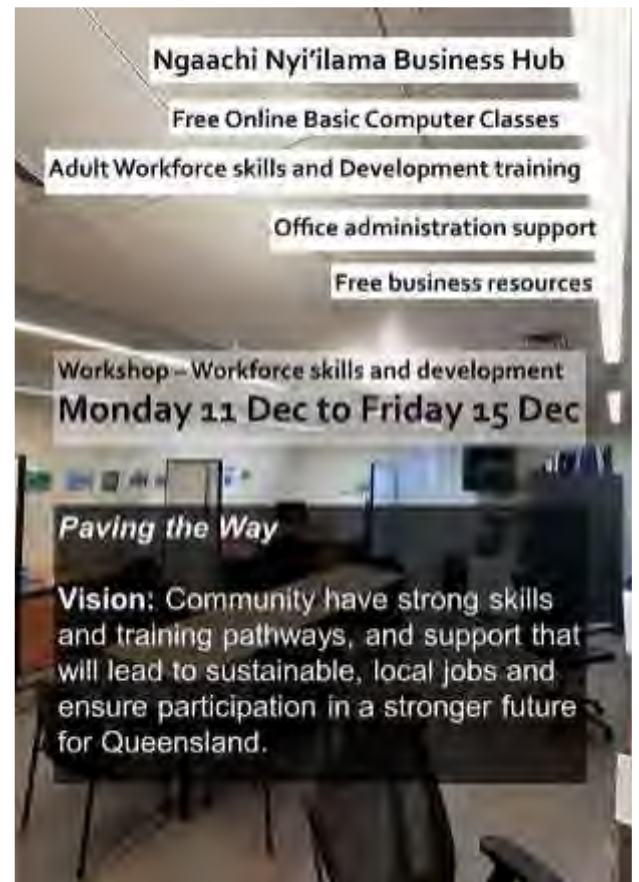 Ngaachi Nyi'ilama Business Hub
Free Online Basic Computer Classes
Adult Workforce skills and Development training
Office administration support
Free business resources
Workshop – Workforce skills and development
Monday 11 Dec to Friday 15 Dec
Paving the Way
Vision: Community have strong skills
and training pathways, and support that
will lead to sustainable, local jobs and
ensure participation in a stronger future
for Queensland.